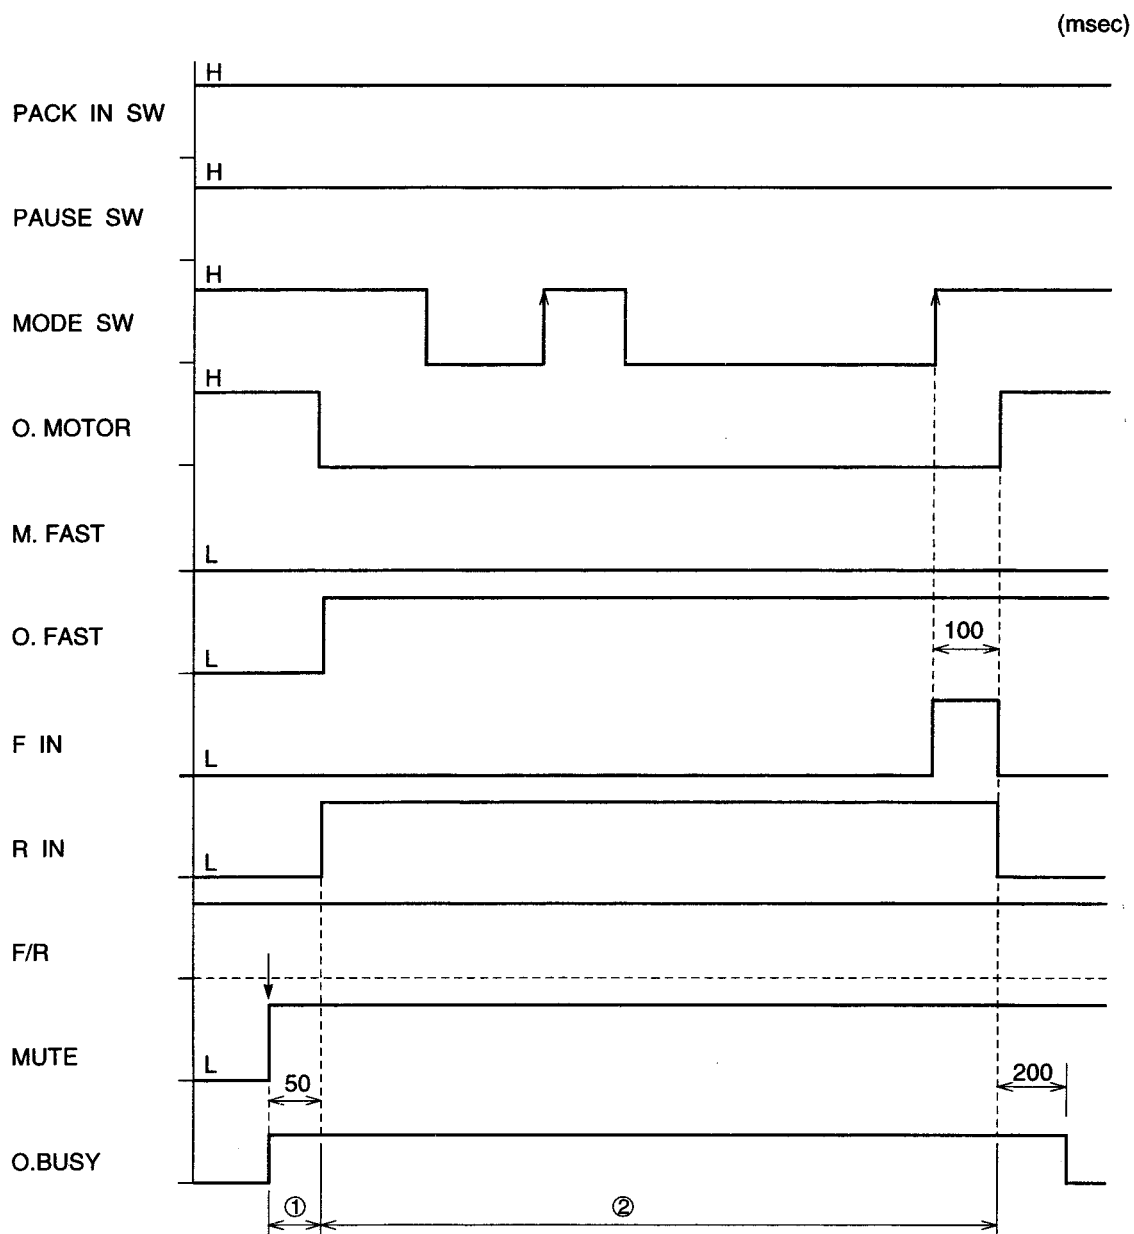 (msec)
H
PACK IN SW
H
PAUSE SW
H
MODE SW
H
O. MOTOR
M. FAST
L
O. FAST
100
L
F IN
L
R IN
L
F/R
MUTE
L
50
200
O.BUSY
①
②